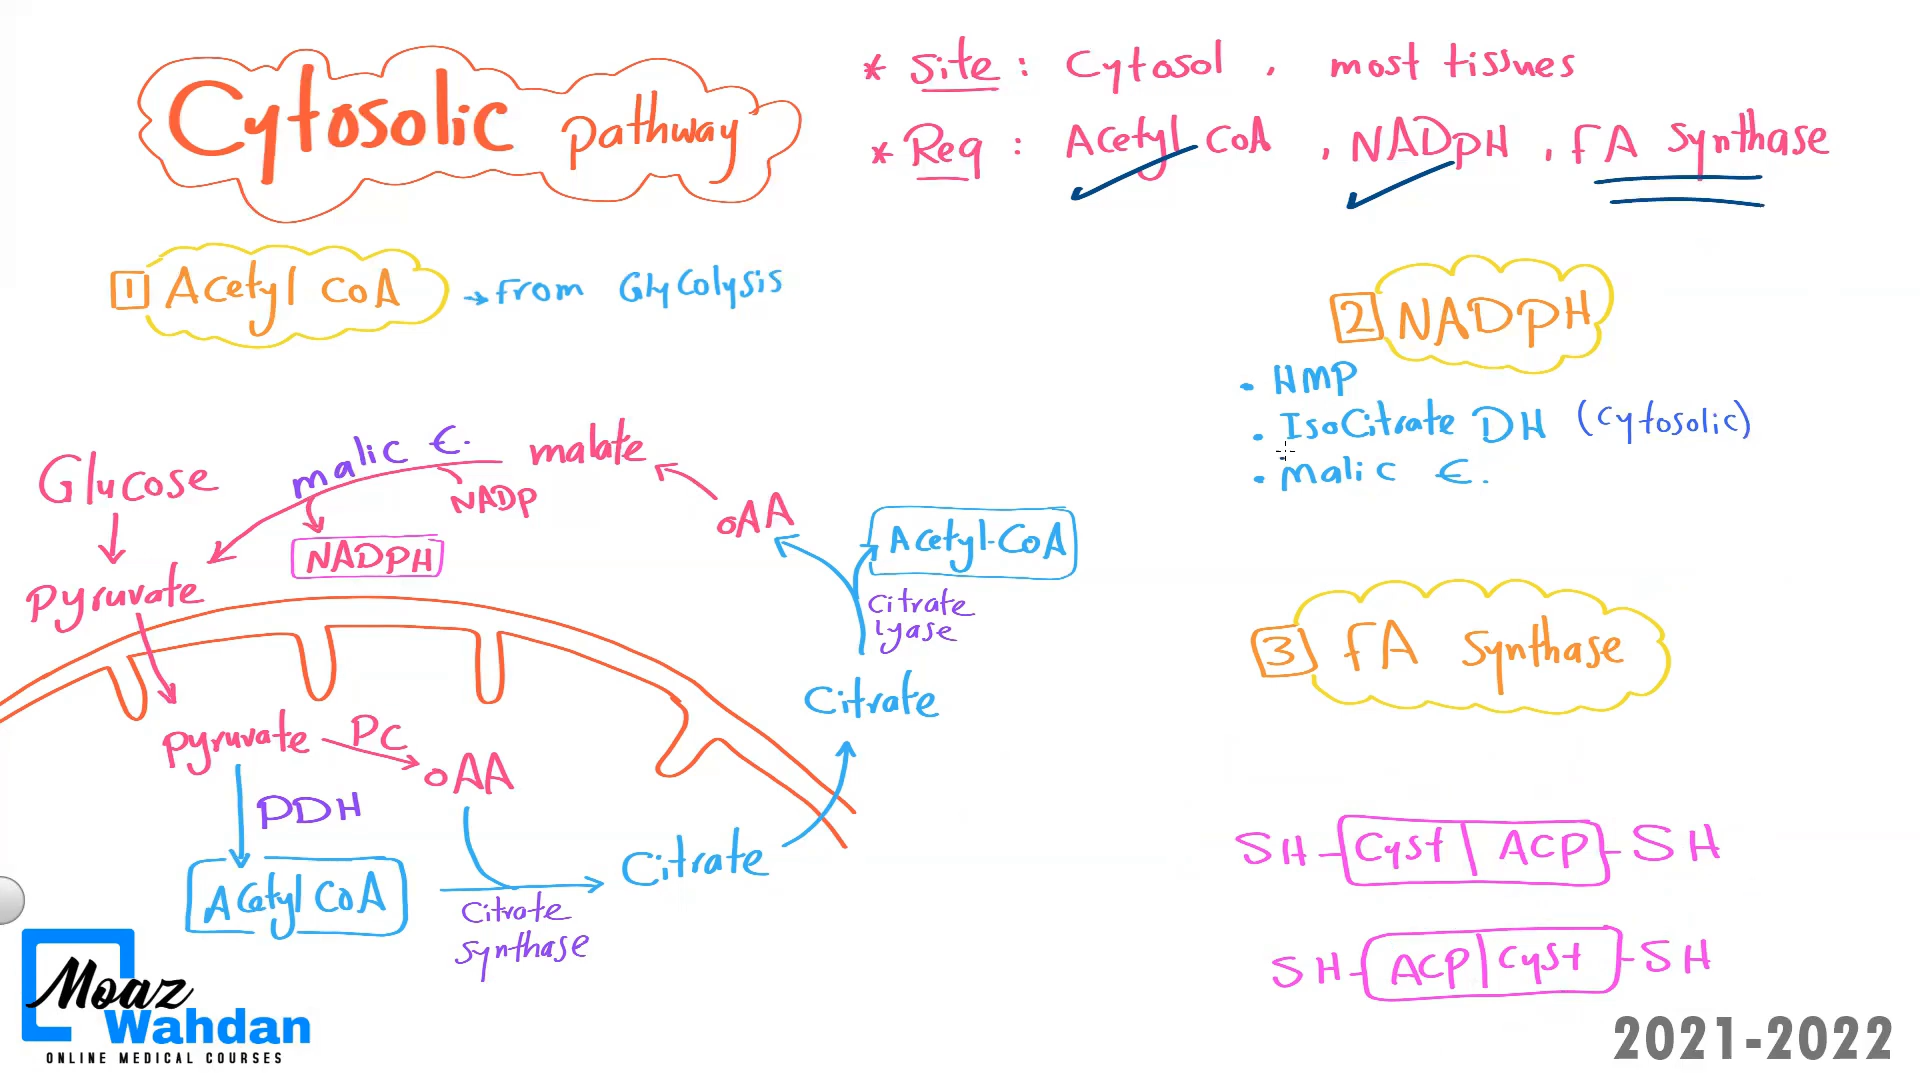 Cytosolic pathway
* Site : Cytosol , most tissues
* Req : Acetyl CoA , NADPH , FA Synthase
1 Acetyl CoA → From Glycolysis
2 NADPH
• HMP
• IsoCitrate DH (Cytosolic)
• malic €.
Glucose
malic €.
malate
NADP
NADPH
OAA
Acetyl-CoA
Pyruvate
Citrate
lyase
Citrate
3 FA Synthase
pyruvate
PC
OAA
PDH
Acetyl CoA
Citrate
Citrate
Synthase
SH-Cyst | ACP-SH
SH-ACP | Cyst-SH
Moaz
Wahdan
ONLINE MEDICAL COURSES
2021-2022